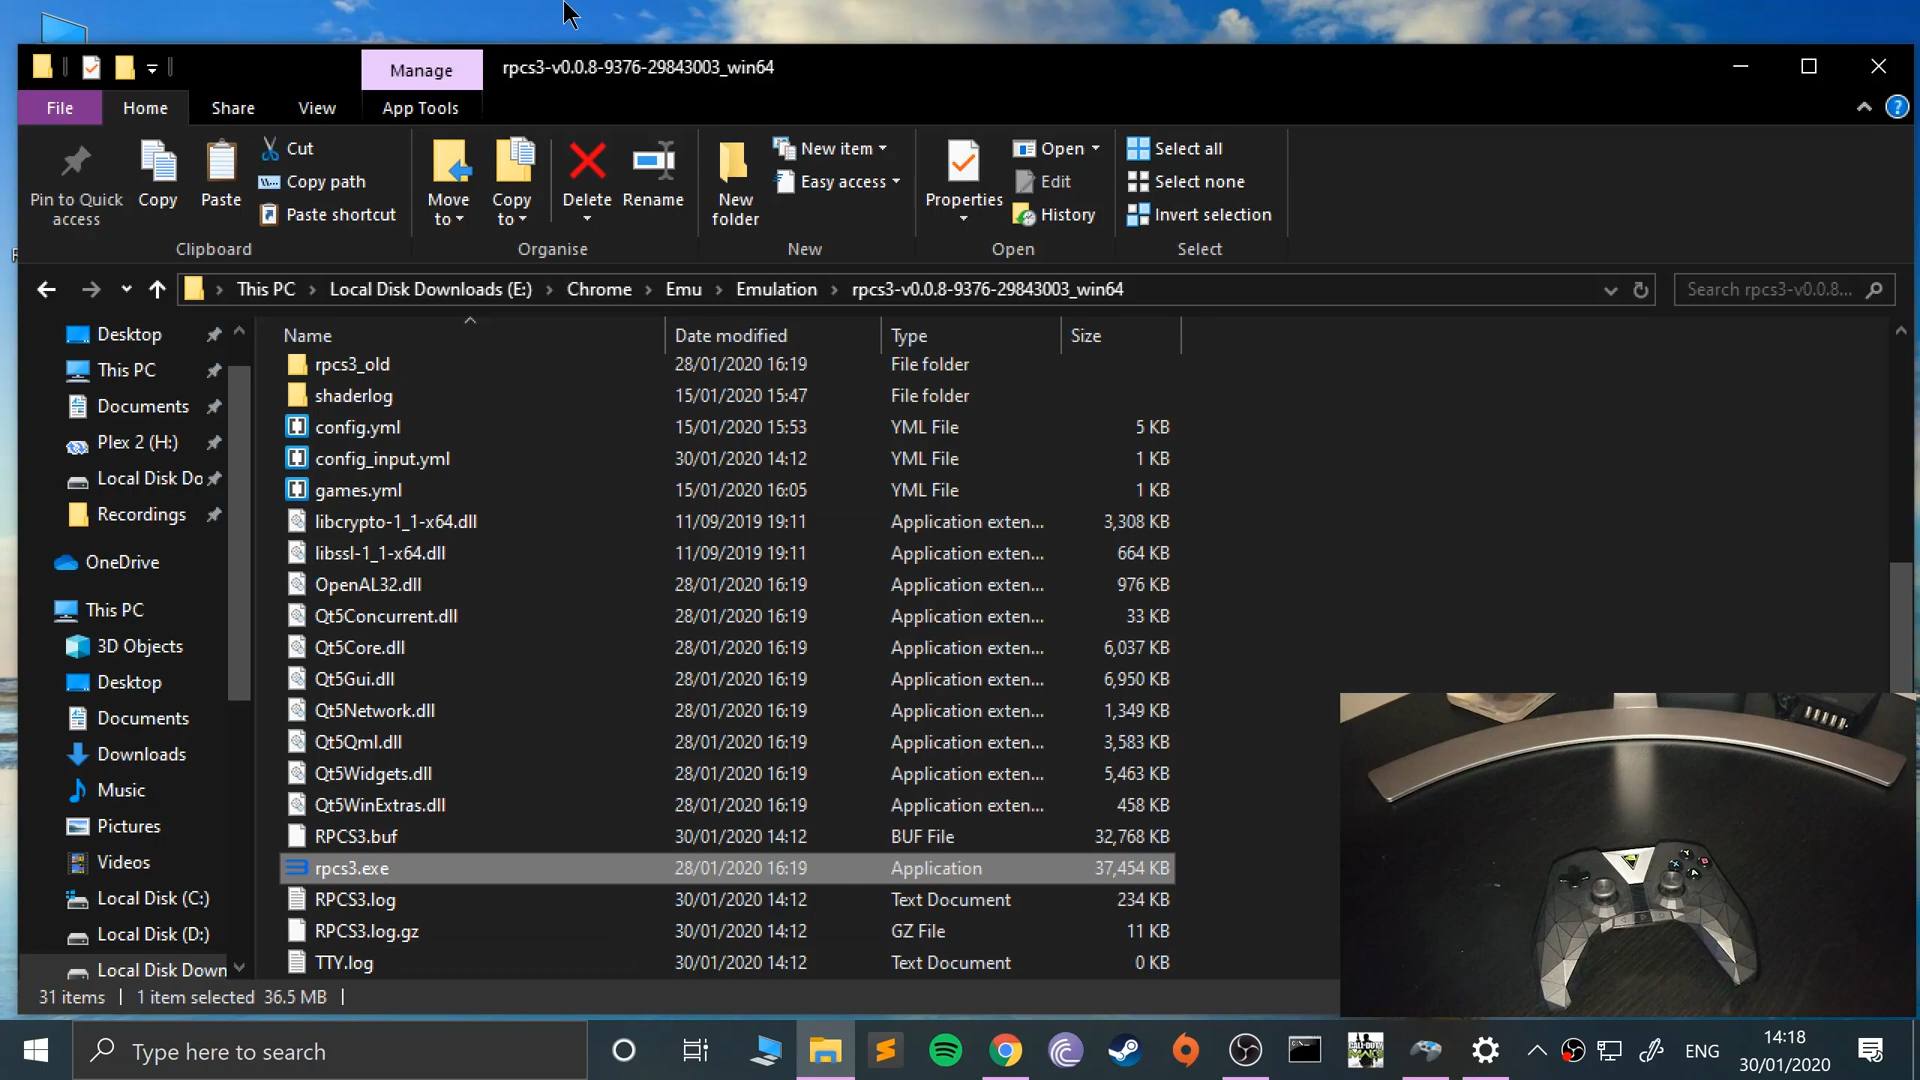 Manage
rpcs3-v0.0.8-9376-29843003_win64
File
Home
Share
View
App Tools
Pin to Quick access
Copy
Paste
Cut
Copy path
Paste shortcut
Clipboard
Move to
Copy to
Delete
Rename
Organise
New folder
New item
Easy access
New
Properties
Open
Edit
History
Open
Select all
Select none
Invert selection
Select
This PC > Local Disk Downloads (E:) > Chrome > Emu > Emulation > rpcs3-v0.0.8-9376-29843003_win64
Search rpcs3-v0.0.8...
Desktop
This PC
Documents
Plex 2 (H:)
Local Disk Do
Recordings
OneDrive
This PC
3D Objects
Desktop
Documents
Downloads
Music
Pictures
Videos
Local Disk (C:)
Local Disk (D:)
Local Disk Down
Name Date modified Type Size
rpcs3_old 28/01/2020 16:19 File folder
shaderlog 15/01/2020 15:47 File folder
config.yml 15/01/2020 15:53 YML File 5 KB
config_input.yml 30/01/2020 14:12 YML File 1 KB
games.yml 15/01/2020 16:05 YML File 1 KB
libcrypto-1_1-x64.dll 11/09/2019 19:11 Application exten... 3,308 KB
libssl-1_1-x64.dll 11/09/2019 19:11 Application exten... 664 KB
OpenAL32.dll 28/01/2020 16:19 Application exten... 976 KB
Qt5Concurrent.dll 28/01/2020 16:19 Application exten... 33 KB
Qt5Core.dll 28/01/2020 16:19 Application exten... 6,037 KB
Qt5Gui.dll 28/01/2020 16:19 Application exten... 6,950 KB
Qt5Network.dll 28/01/2020 16:19 Application exten... 1,349 KB
Qt5Qml.dll 28/01/2020 16:19 Application exten... 3,583 KB
Qt5Widgets.dll 28/01/2020 16:19 Application exten... 5,463 KB
Qt5WinExtras.dll 28/01/2020 16:19 Application exten... 458 KB
RPCS3.buf 30/01/2020 14:12 BUF File 32,768 KB
rpcs3.exe 28/01/2020 16:19 Application 37,454 KB
RPCS3.log 30/01/2020 14:12 Text Document 234 KB
RPCS3.log.gz 30/01/2020 14:12 GZ File 11 KB
TTY.log 30/01/2020 14:12 Text Document 0 KB
31 items | 1 item selected 36.5 MB |
Type here to search
ENG
14:18
30/01/2020